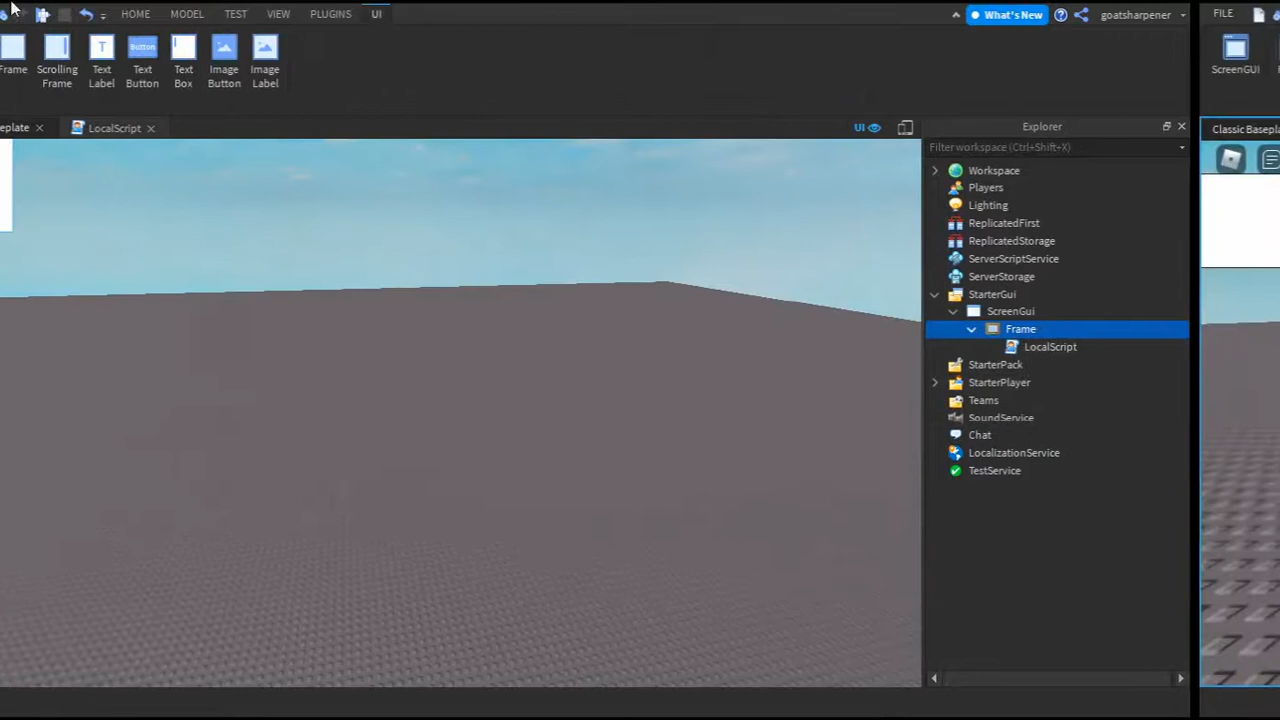 HOME MODEL TEST VIEW PLUGINS UI What's New goatsharpener FILE
Frame Scrolling Frame Text Label Text Button Text Box Image Button Image Label ScreenGUI
Button
LocalScript UI Explorer Classic Basepla
Filter workspace (Ctrl+Shift+X)
Workspace
Players
Lighting
ReplicatedFirst
ReplicatedStorage
ServerScriptService
ServerStorage
StarterGui
ScreenGui
Frame
LocalScript
StarterPack
StarterPlayer
Teams
SoundService
Chat
LocalizationService
TestService